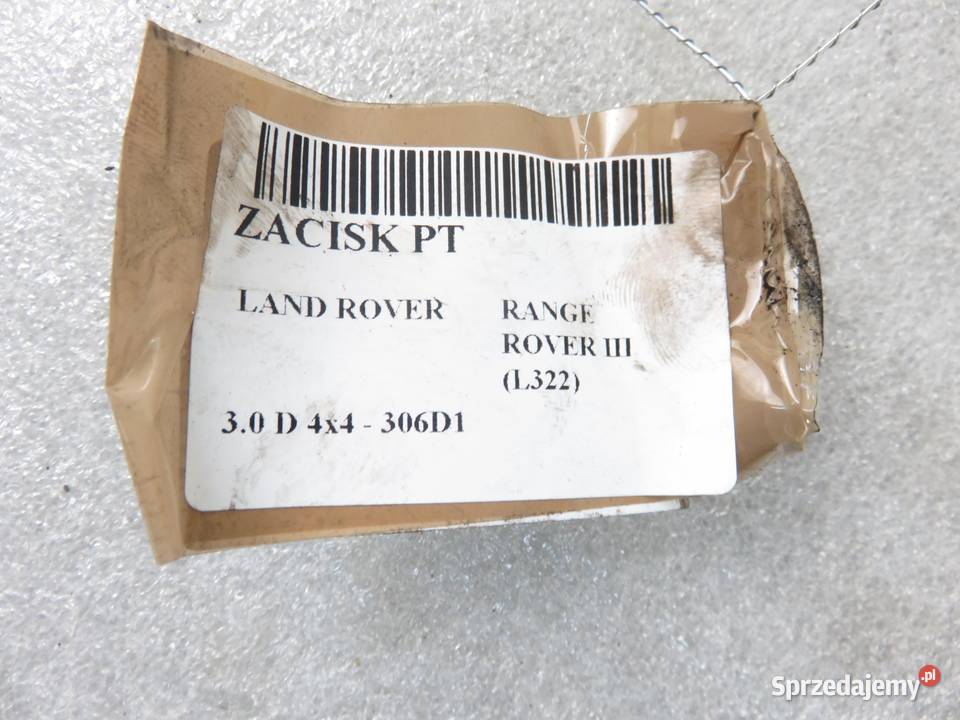 ZACISK PT
LAND ROVER
RANGE
ROVER III
(L322)
3.0 D 4x4 - 306D1
Sprzedajemy.pl